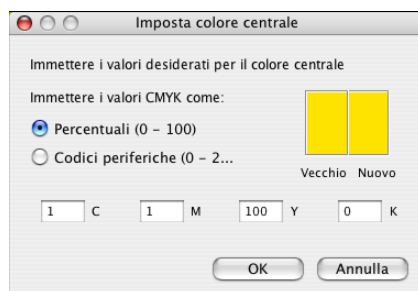 Imposta colore centrale
Immettere i valori desiderati per il colore centrale
Immettere i valori CMYK come:
Percentuali (0 – 100)
Codici periferiche (0 – 2...
Vecchio Nuovo
1 C 1 M 100 Y 0 K
OK Annulla